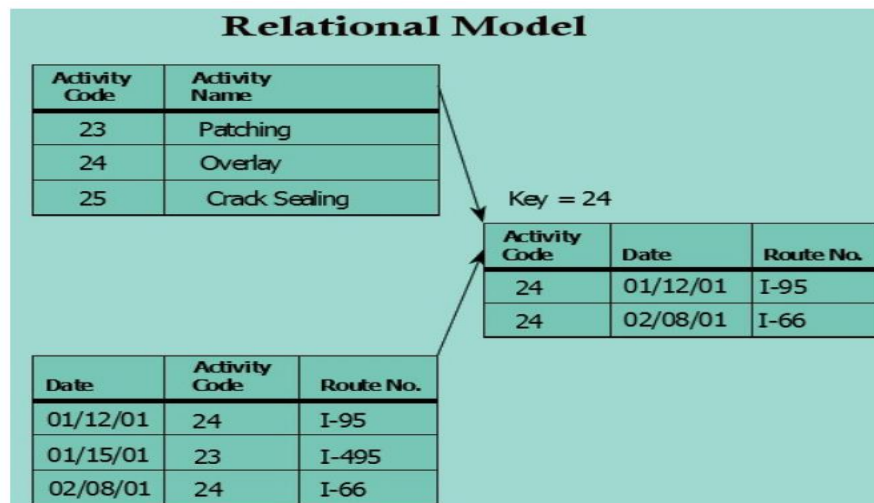 Relational Model
Activity Code Activity Name
23 Patching
24 Overlay
25 Crack Sealing
Key = 24
Activity Code Date Route No.
24 01/12/01 I-95
24 02/08/01 I-66
Date Activity Code Route No.
01/12/01 24 I-95
01/15/01 23 I-495
02/08/01 24 I-66